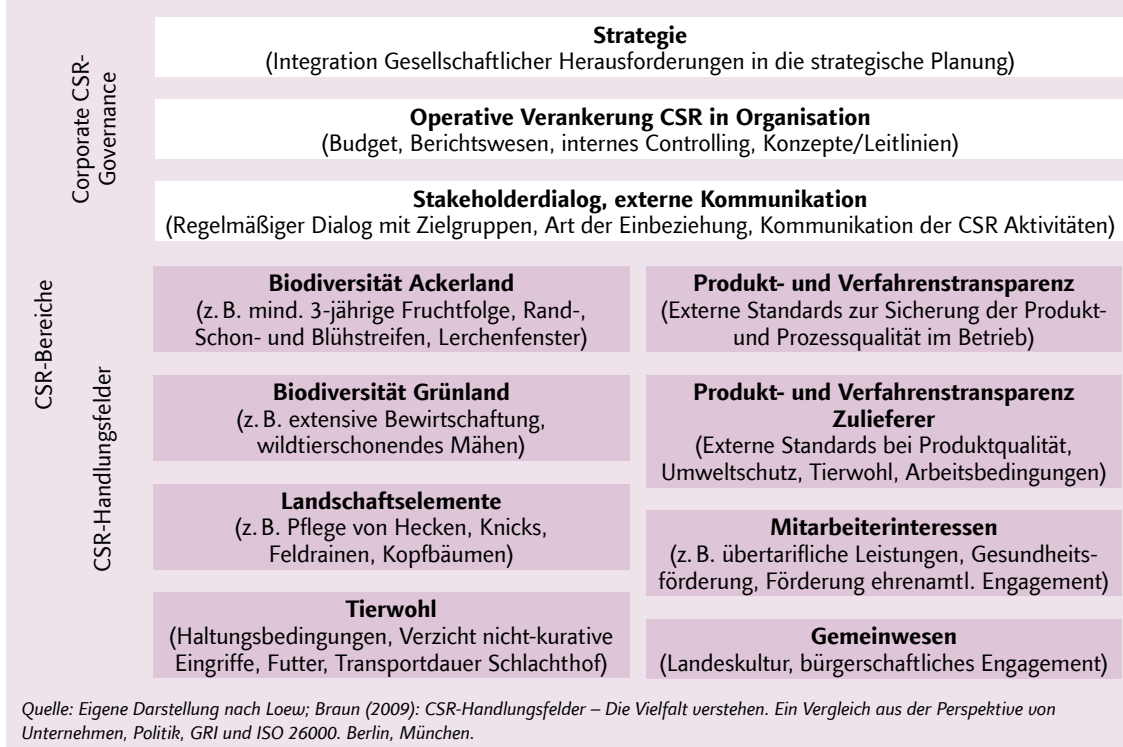 CSR-Bereiche
Corporate CSR-
Governance
Strategie
(Integration Gesellschaftlicher Herausforderungen in die strategische Planung)
Operative Verankerung CSR in Organisation
(Budget, Berichtswesen, internes Controlling, Konzepte/Leitlinien)
Stakeholderdialog, externe Kommunikation
(Regelmäßiger Dialog mit Zielgruppen, Art der Einbeziehung, Kommunikation der CSR Aktivitäten)
CSR-Handlungsfelder
Biodiversität Ackerland
(z. B. mind. 3-jährige Fruchtfolge, Rand-,
Schon- und Blühstreifen, Lerchenfenster)
Biodiversität Grünland
(z. B. extensive Bewirtschaftung,
wildtierschonendes Mähen)
Landschaftselemente
(z. B. Pflege von Hecken, Knicks,
Feldrainen, Kopfbäumen)
Tierwohl
(Haltungsbedingungen, Verzicht nicht-kurative
Eingriffe, Futter, Transportdauer Schlachthof)
Produkt- und Verfahrenstransparenz
(Externe Standards zur Sicherung der Produkt-
und Prozessqualität im Betrieb)
Produkt- und Verfahrenstransparenz
Zulieferer
(Externe Standards bei Produktqualität,
Umweltschutz, Tierwohl, Arbeitsbedingungen)
Mitarbeiterinteressen
(z. B. übertarifliche Leistungen, Gesundheits-
förderung, Förderung ehrenamtl. Engagement)
Gemeinwesen
(Landeskultur, bürgerschaftliches Engagement)
Quelle: Eigene Darstellung nach Loew; Braun (2009): CSR-Handlungsfelder – Die Vielfalt verstehen. Ein Vergleich aus der Perspektive von
Unternehmen, Politik, GRI und ISO 26000. Berlin, München.